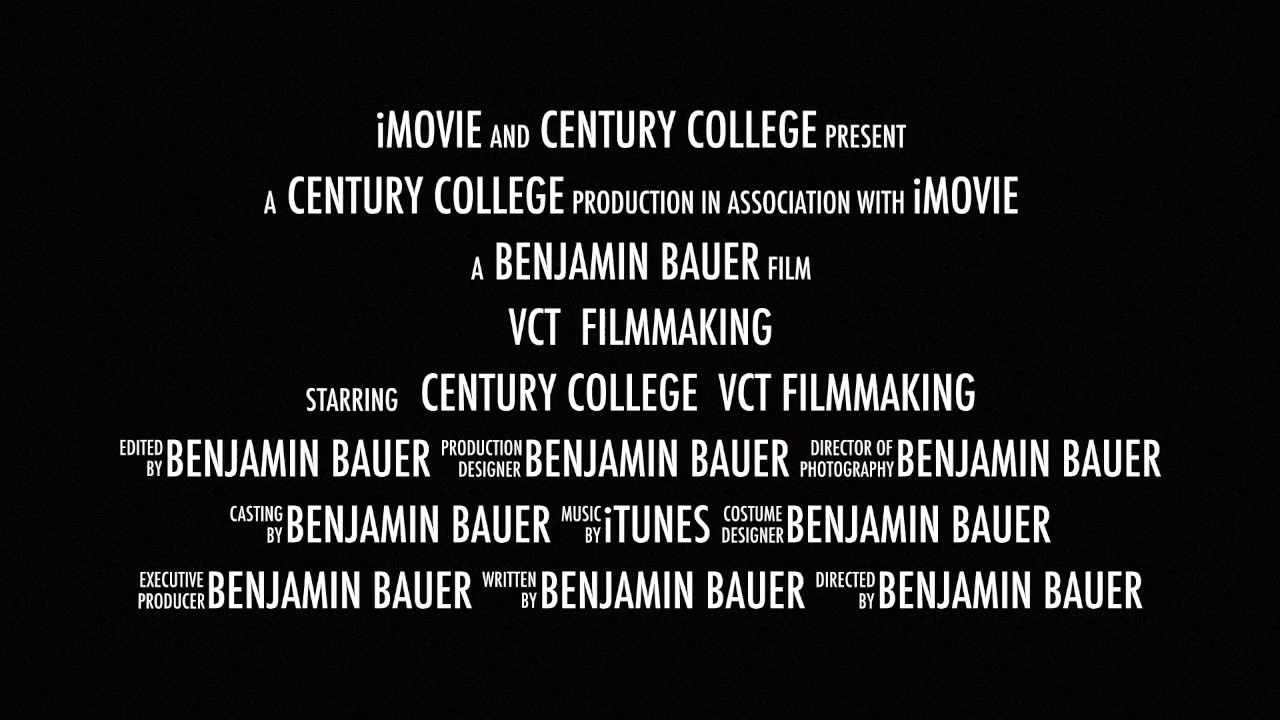 iMOVIE AND CENTURY COLLEGE PRESENT
A CENTURY COLLEGE PRODUCTION IN ASSOCIATION WITH iMOVIE
A BENJAMIN BAUER FILM
VCT FILMMAKING
STARRING CENTURY COLLEGE VCT FILMMAKING
EDITED BY BENJAMIN BAUER PRODUCTION DESIGNER BENJAMIN BAUER DIRECTOR OF PHOTOGRAPHY BENJAMIN BAUER
CASTING BY BENJAMIN BAUER MUSIC BY iTUNES COSTUME DESIGNER BENJAMIN BAUER
EXECUTIVE PRODUCER BENJAMIN BAUER WRITTEN BY BENJAMIN BAUER DIRECTED BY BENJAMIN BAUER